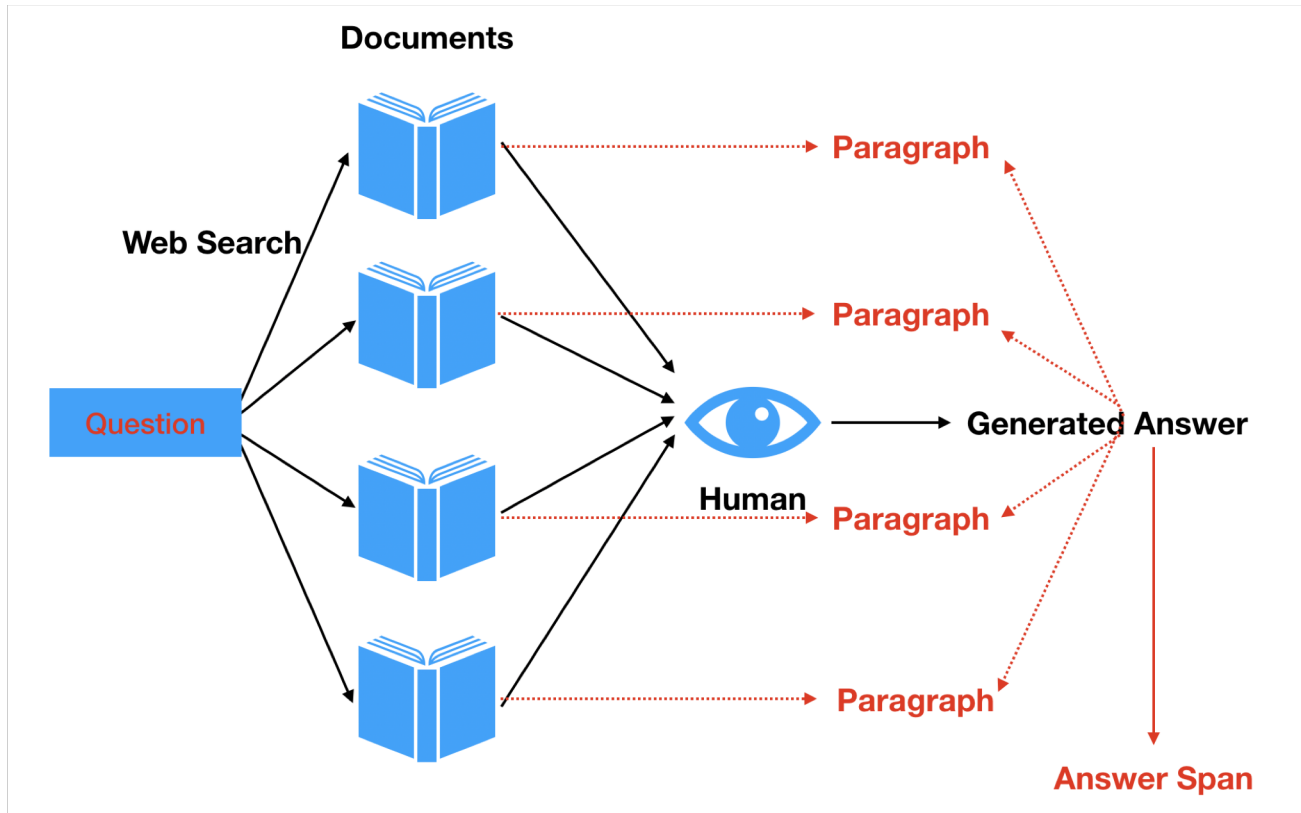 Documents
Web Search
Question
Paragraph
Paragraph
Human
Generated Answer
Paragraph
Paragraph
Answer Span